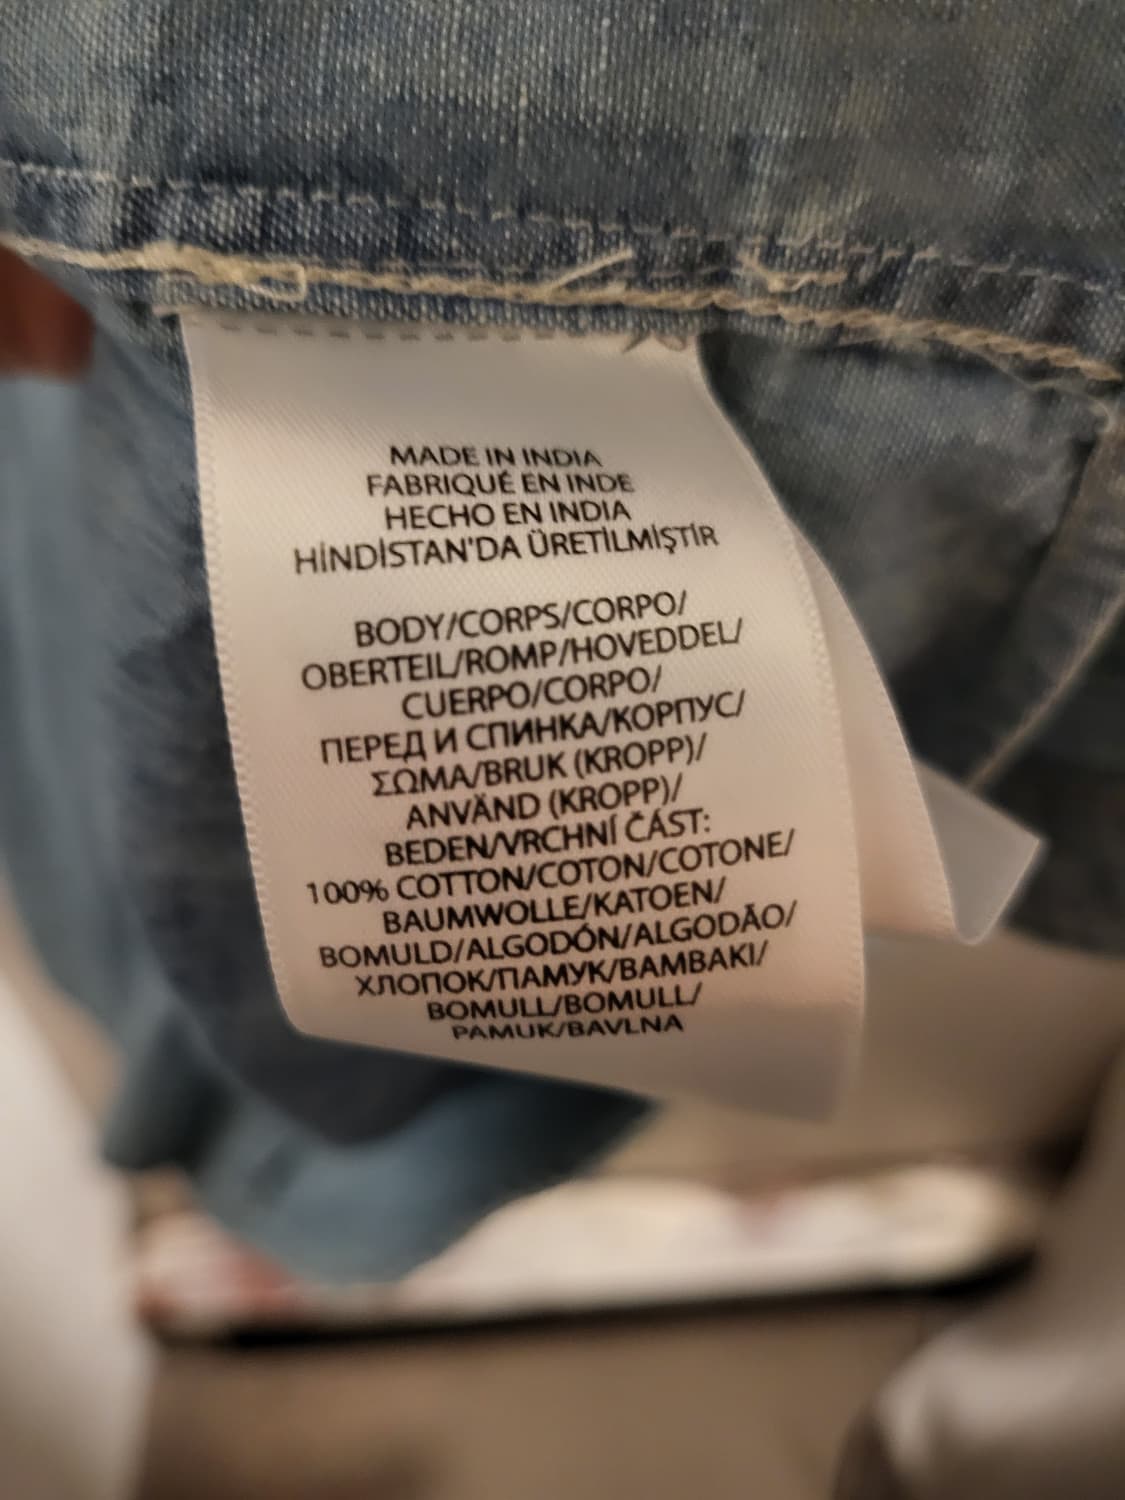 MADE IN INDIA
FABRIQUÉ EN INDE
HECHO EN INDIA
HİNDİSTAN'DA ÜRETİLMİŞTİR
BODY/CORPS/CORPO/
OBERTEIL/ROMP/HOVEDDEL/
CUERPO/CORPO/
ПЕРЕД И СПИНКА/КОРПУС/
ΣΩΜΑ/BRUK (KROPP)/
ANVÄND (KROPP)/
BEDEN/VRCHNÍ ČÁST:
100% COTTON/COTON/COTONE/
BAUMWOLLE/KATOEN/
BOMULD/ALGODÓN/ALGODÃO/
ХЛОПОК/ПАМУК/BAMBAKI/
BOMULL/BOMULL/
PAMUK/BAVLNA